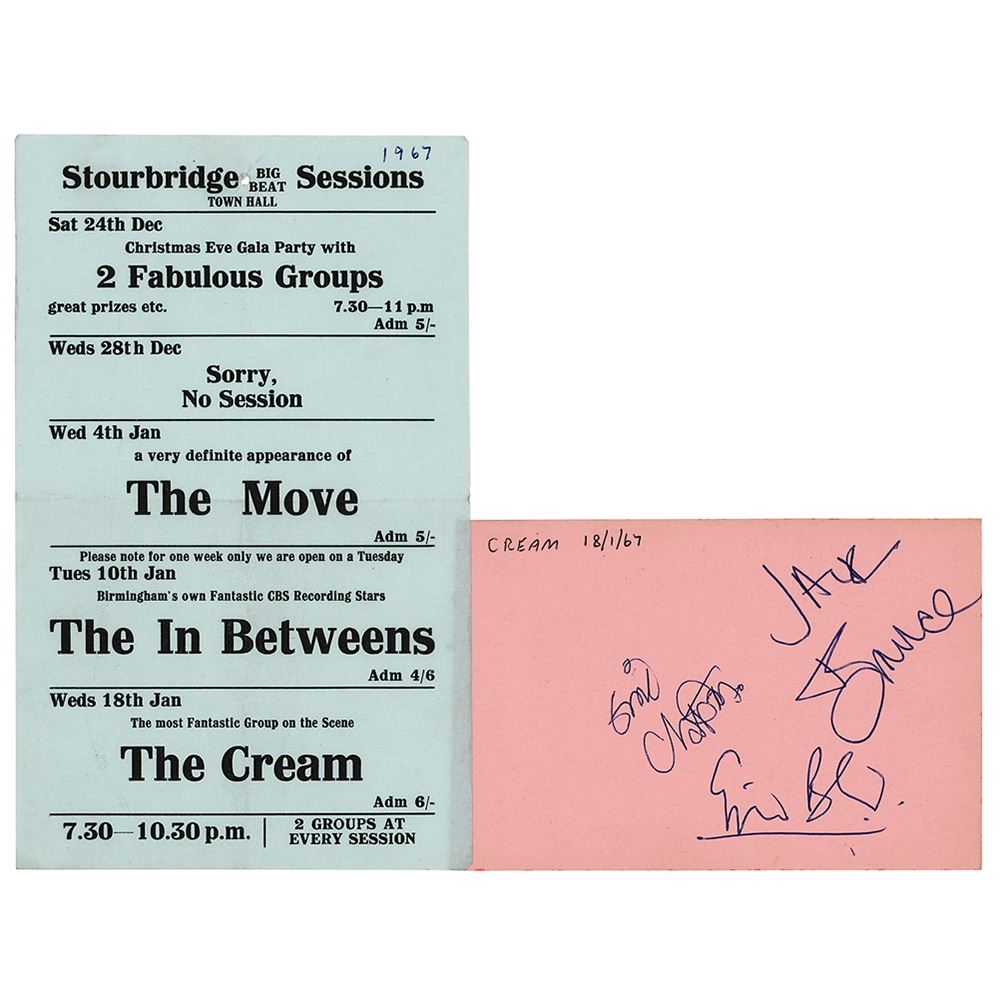 1967
Stourbridge BIG BEAT Sessions
TOWN HALL
Sat 24th Dec
Christmas Eve Gala Party with
2 Fabulous Groups
great prizes etc. 7.30—11 p.m
Adm 5/-
Weds 28th Dec
Sorry,
No Session
Wed 4th Jan
a very definite appearance of
The Move
Adm 5/-
Please note for one week only we are open on a Tuesday
Tues 10th Jan
Birmingham's own Fantastic CBS Recording Stars
The In Betweens
Adm 4/6
Weds 18th Jan
The most Fantastic Group on the Scene
The Cream
Adm 6/-
7.30—10.30 p.m. 2 GROUPS AT
EVERY SESSION
CREAM 18/1/67
JACK
Bruce
Eric
Clapton